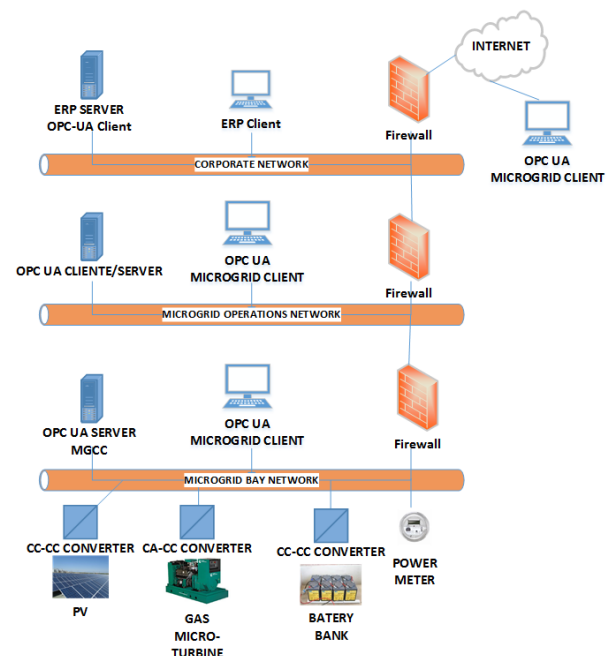 INTERNET
ERP SERVER
OPC-UA Client
ERP Client
Firewall
OPC UA
MICROGRID CLIENT
CORPORATE NETWORK
OPC UA CLIENTE/SERVER
OPC UA
MICROGRID CLIENT
Firewall
MICROGRID OPERATIONS NETWORK
OPC UA SERVER
MGCC
OPC UA
MICROGRID CLIENT
Firewall
MICROGRID BAY NETWORK
CC-CC CONVERTER
CA-CC CONVERTER
CC-CC CONVERTER
POWER
METER
PV
GAS
MICRO-
TURBINE
BATERY
BANK